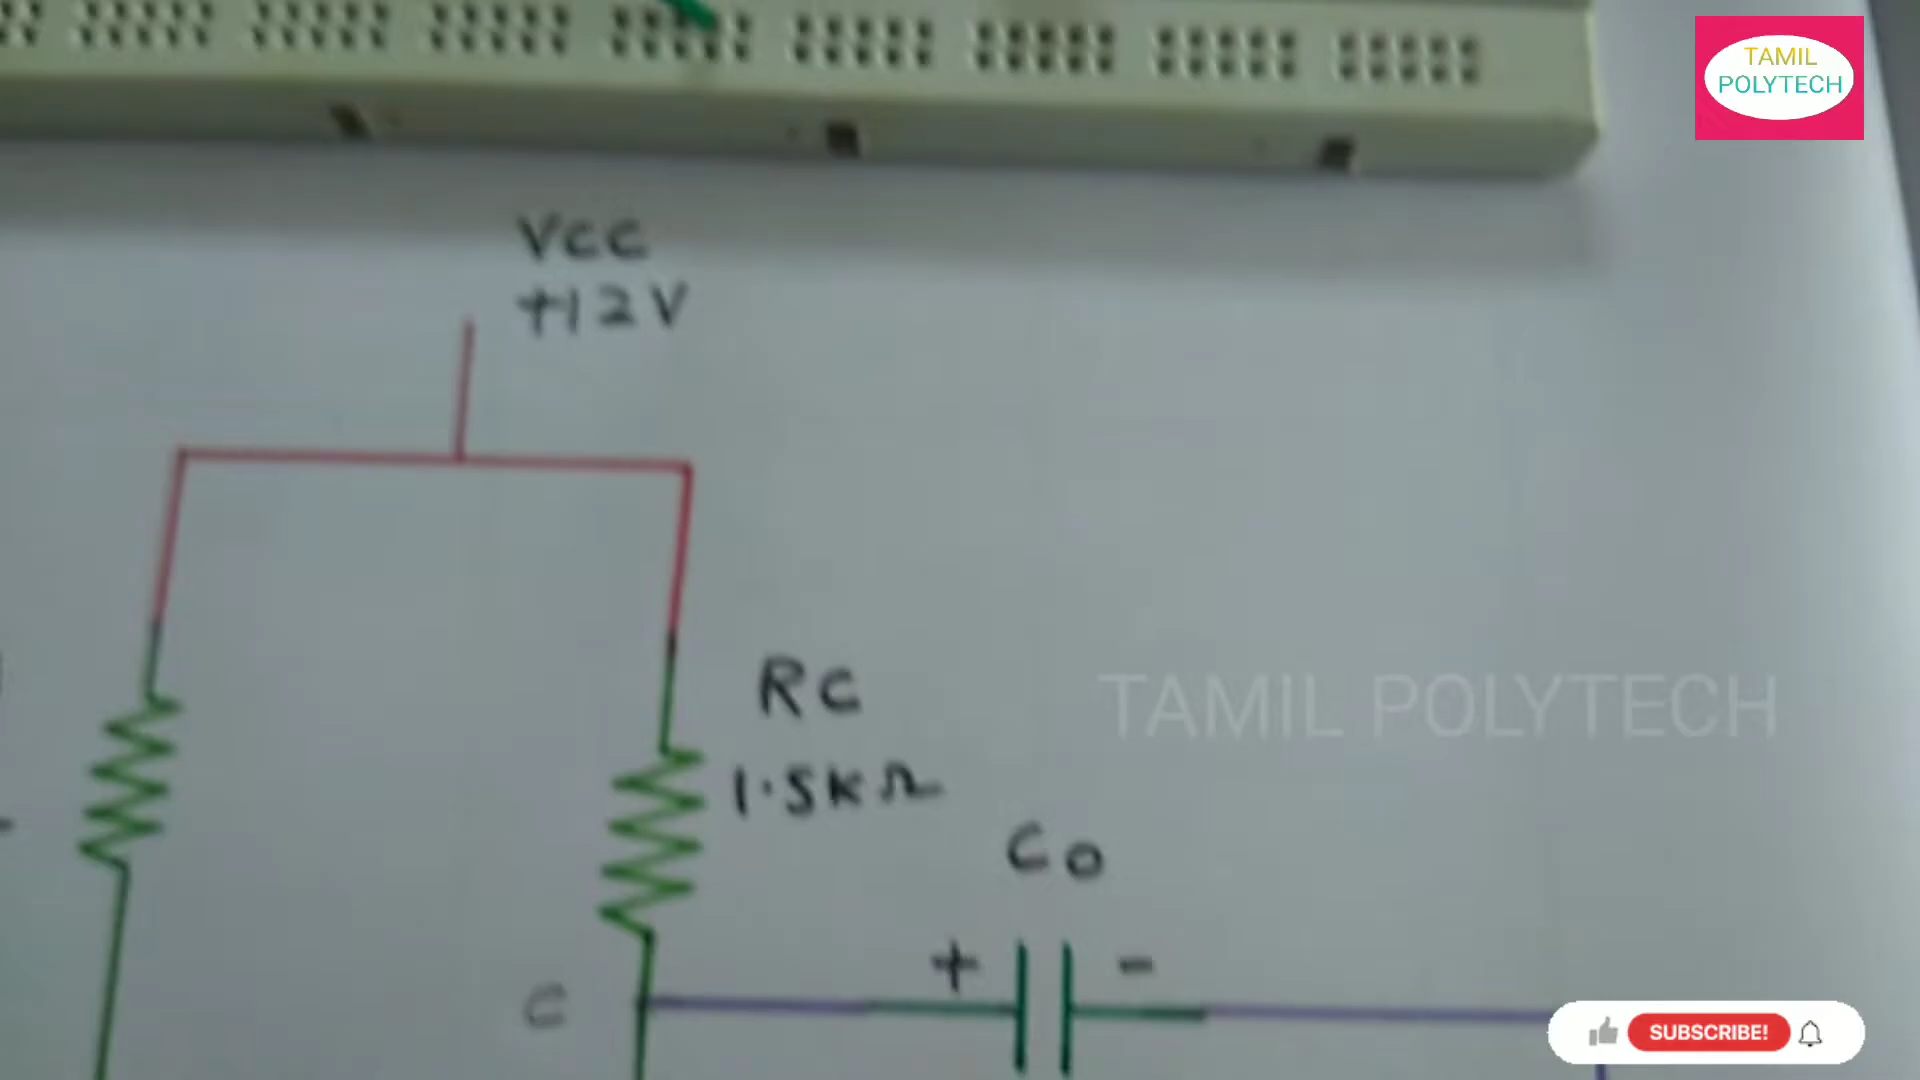 TAMIL
POLYTECH
Vcc
+12V
Rc
1.5KΩ
TAMIL POLYTECH
Co
+ -
C
SUBSCRIBE!